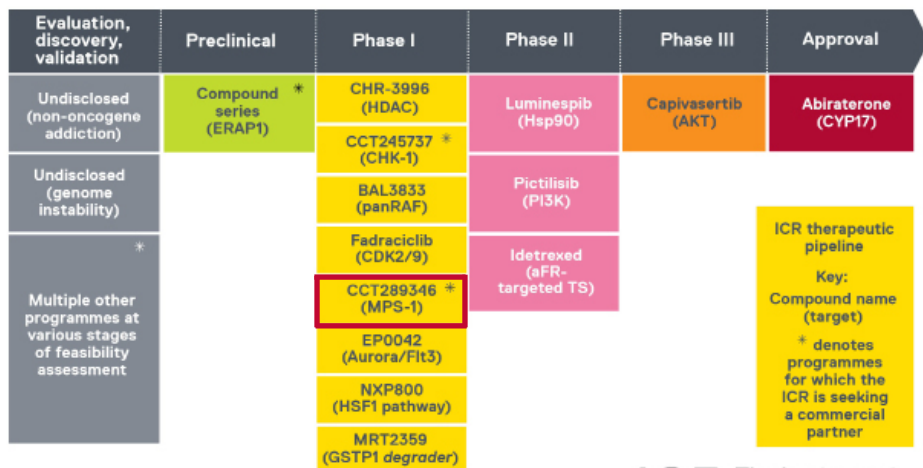 Evaluation,
discovery,
validation
Preclinical
Phase I
Phase II
Phase III
Approval
Undisclosed
(non-oncogene
addiction)
Undisclosed
(genome
instability)
*
Multiple other
programmes at
various stages
of feasibility
assessment
Compound *
series
(ERAP1)
CHR-3996
(HDAC)
CCT245737 *
(CHK-1)
BAL3833
(panRAF)
Fadraciclib
(CDK2/9)
CCT289346 *
(MPS-1)
EP0042
(Aurora/Flt3)
NXP800
(HSF1 pathway)
MRT2359
(GSTP1 degrader)
Luminespib
(Hsp90)
Pictilisib
(PI3K)
Idetrexed
(aFR-
targeted TS)
Capivasertib
(AKT)
Abiraterone
(CYP17)
ICR therapeutic
pipeline
Key:
Compound name
(target)
* denotes
programmes
for which the
ICR is seeking
a commercial
partner